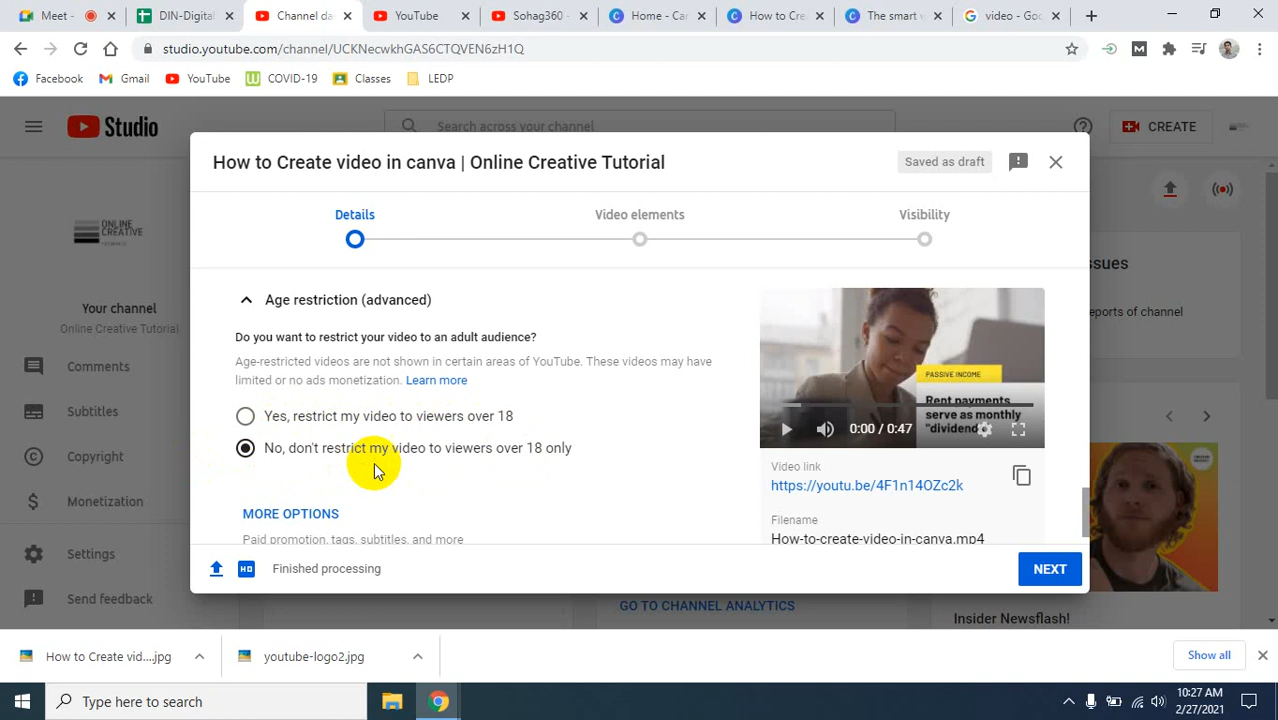 Meet -
DIN-Digital
Channel da
YouTube
Sohag360 -
Home - Can
How to Cre
The smart w
video - Goo
studio.youtube.com/channel/UCKNecwkhGAS6CTQVEN6zH1Q
Facebook
Gmail
YouTube
COVID-19
Classes
LEDP
Studio
Search across your channel
CREATE
How to Create video in canva | Online Creative Tutorial
Saved as draft
Details
Video elements
Visibility
ONLINE
CREATIVE
Your channel
Online Creative Tutorial
Comments
Subtitles
Copyright
Monetization
Settings
Send feedback
Age restriction (advanced)
Do you want to restrict your video to an adult audience?
Age-restricted videos are not shown in certain areas of YouTube. These videos may have
limited or no ads monetization. Learn more
Yes, restrict my video to viewers over 18
No, don't restrict my video to viewers over 18 only
MORE OPTIONS
Paid promotion, tags, subtitles, and more
PASSIVE INCOME
Rent payments
serve as monthly
"dividend
0:00 / 0:47
Video link
https://youtu.be/4F1n14OZc2k
Filename
How-to-create-video-in-canva.mp4
HD
Finished processing
NEXT
ssues
eports of channel
GO TO CHANNEL ANALYTICS
Insider Newsflash!
How to Create vid....jpg
youtube-logo2.jpg
Show all
Type here to search
10:27 AM
2/27/2021